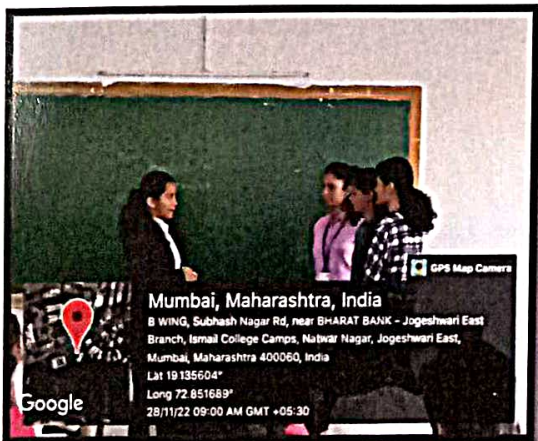 GPS Map Camera
Mumbai, Maharashtra, India
B WING, Subhash Nagar Rd, near BHARAT BANK - Jogeshwari East
Branch, Ismail College Camps, Natwar Nagar, Jogeshwari East,
Mumbai, Maharashtra 400060, India
Lat 19.135604°
Long 72.851689°
28/11/22 09:00 AM GMT +05:30
Google